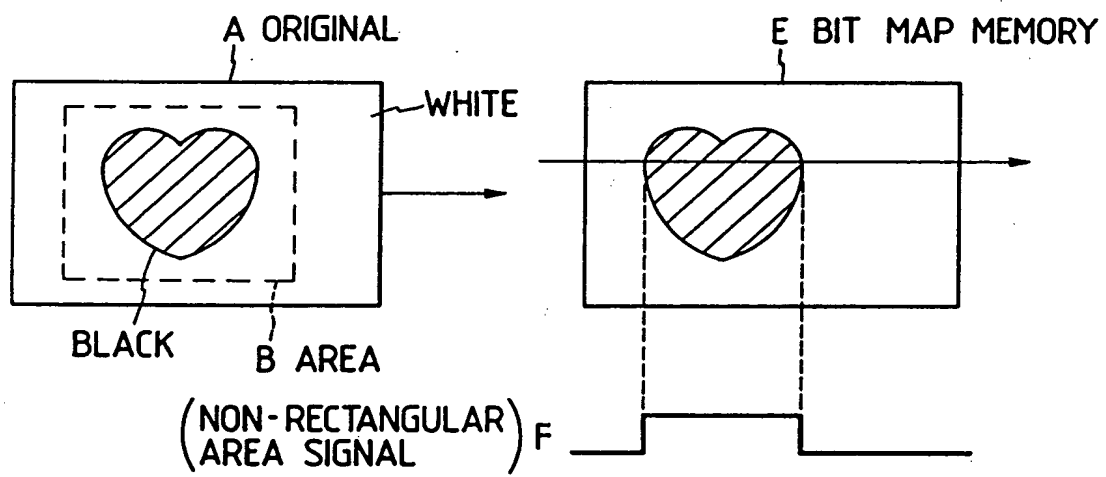 A ORIGINAL
E BIT MAP MEMORY
WHITE
BLACK
B AREA
(NON-RECTANGULAR
AREA SIGNAL) F